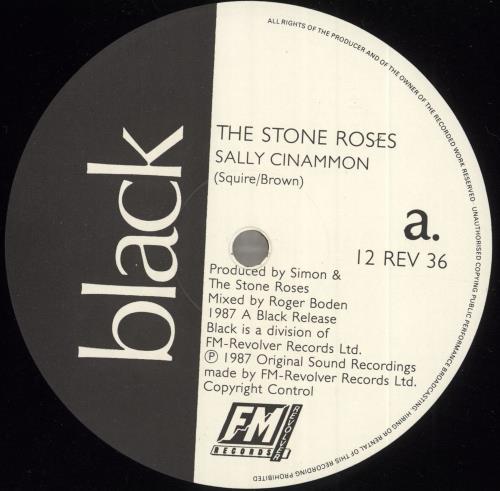 ALL RIGHTS OF THE PRODUCER AND OF THE OWNER OF THE RECORDED WORK RESERVED · UNAUTHORISED COPYING PUBLIC PERFORMANCE BROADCASTING HIRING OR RENTAL OF THIS RECORDING PROHIBITED
black
THE STONE ROSES
SALLY CINAMMON
(Squire/Brown)
a.
12 REV 36
Produced by Simon &
The Stone Roses
Mixed by Roger Boden
1987 A Black Release
Black is a division of
FM-Revolver Records Ltd.
℗ 1987 Original Sound Recordings
made by FM-Revolver Records Ltd.
Copyright Control
FM
REVOLVER
RECORDS